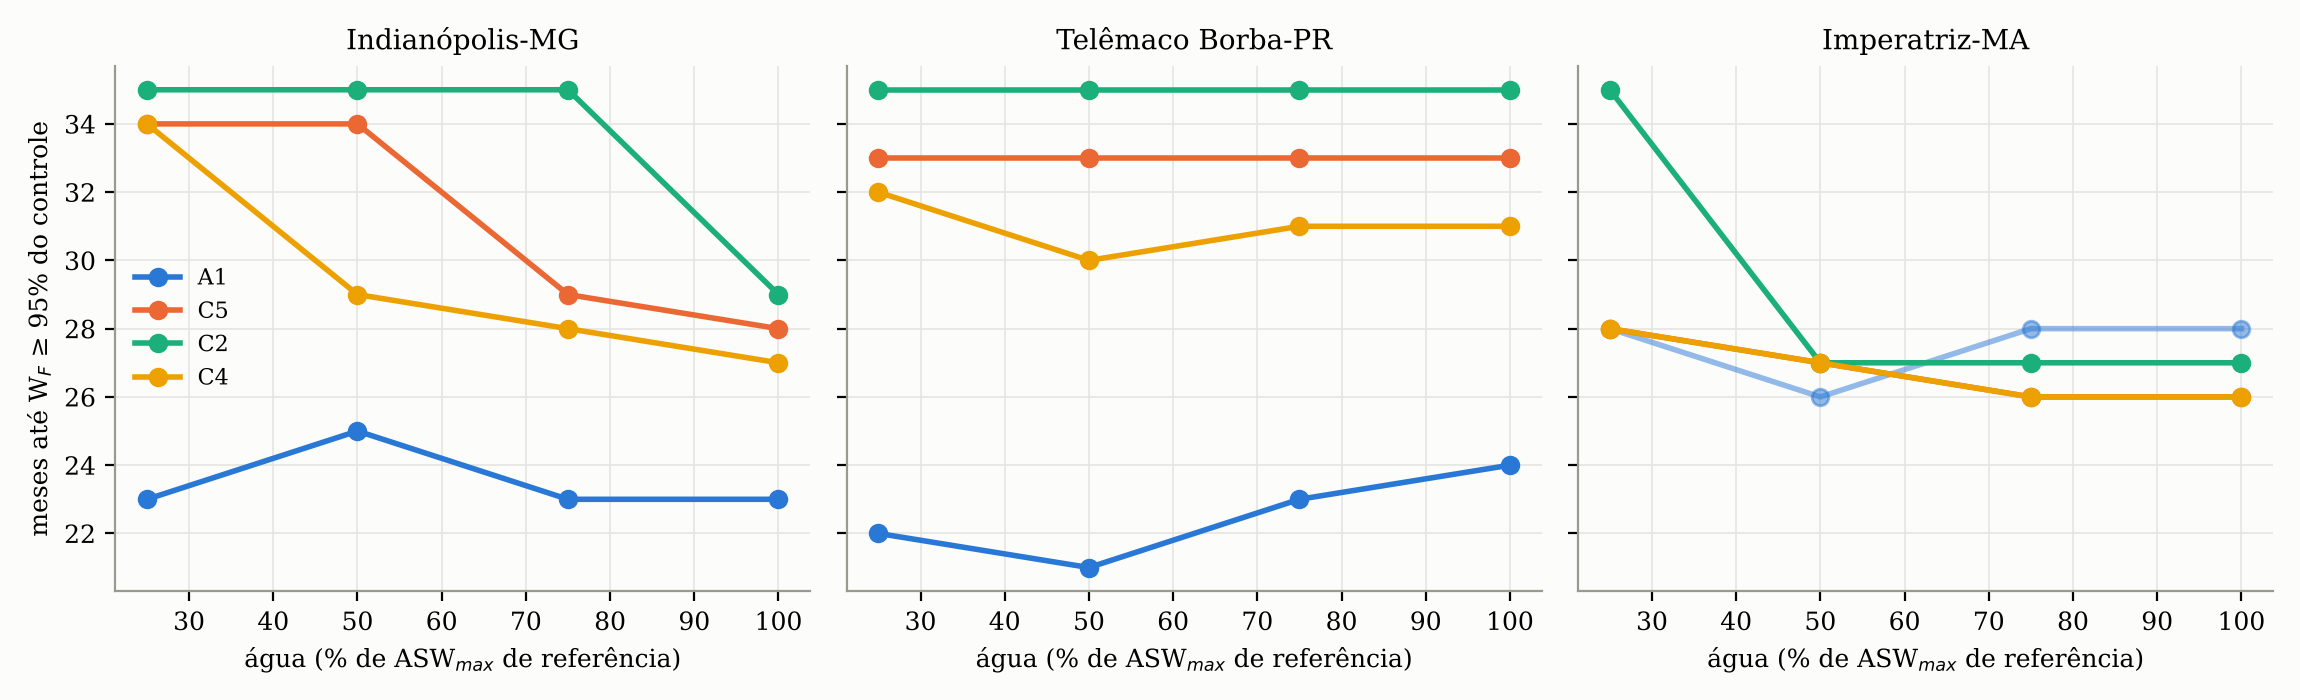 Indianópolis-MG
Telêmaco Borba-PR
Imperatriz-MA
meses até W_F ≥ 95% do controle
34
32
30
28
26
24
22
A1
C5
C2
C4
30 40 50 60 70 80 90 100
30 40 50 60 70 80 90 100
30 40 50 60 70 80 90 100
água (% de ASW_max de referência)
água (% de ASW_max de referência)
água (% de ASW_max de referência)